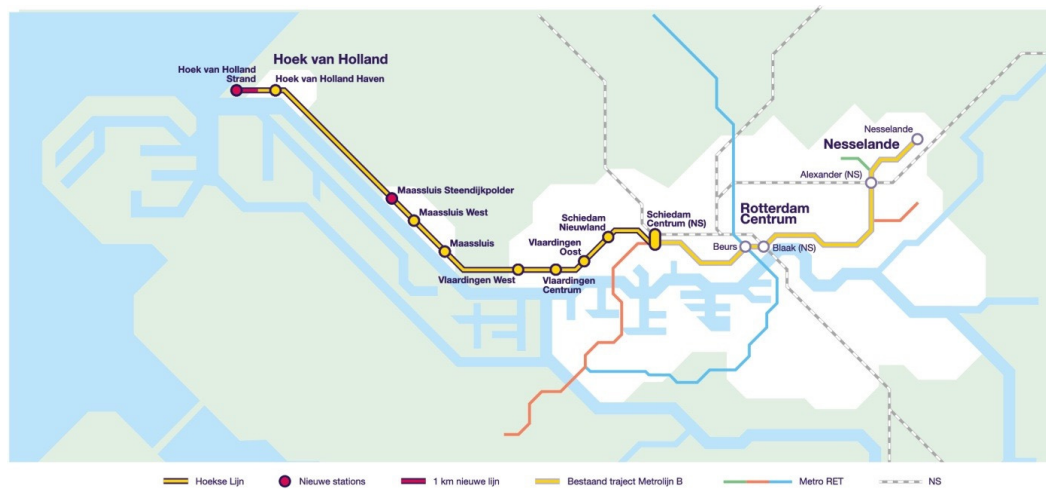 Hoek van Holland
Hoek van Holland
Strand
Hoek van Holland Haven
Maassluis Steendijkpolder
Maassluis West
Maassluis
Vlaardingen West
Vlaardingen
Centrum
Vlaardingen
Oost
Schiedam
Nieuwland
Schiedam
Centrum (NS)
Rotterdam
Centrum
Beurs
Blaak (NS)
Alexander (NS)
Nesselande
Nesselande
Hoekse Lijn
Nieuwe stations
1 km nieuwe lijn
Bestaand traject Metrolijn B
Metro RET
NS